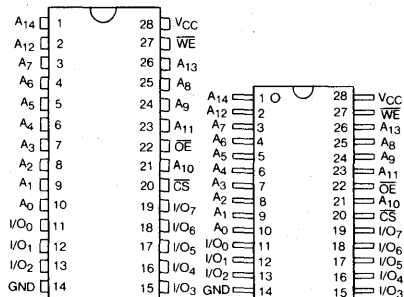 A14 1 28 VCC
A12 2 27 WE
A7 3 26 A13
A6 4 25 A8
A5 5 24 A9
A4 6 23 A11
A3 7 22 OE
A2 8 21 A10
A1 9 20 CS
A0 10 19 I/O7
I/O0 11 18 I/O6
I/O1 12 17 I/O5
I/O2 13 16 I/O4
GND 14 15 I/O3
A14 1 28 VCC
A12 2 27 WE
A7 3 26 A13
A6 4 25 A8
A5 5 24 A9
A4 6 23 A11
A3 7 22 OE
A2 8 21 A10
A1 9 20 CS
A0 10 19 I/O7
I/O0 11 18 I/O6
I/O1 12 17 I/O5
I/O2 13 16 I/O4
GND 14 15 I/O3